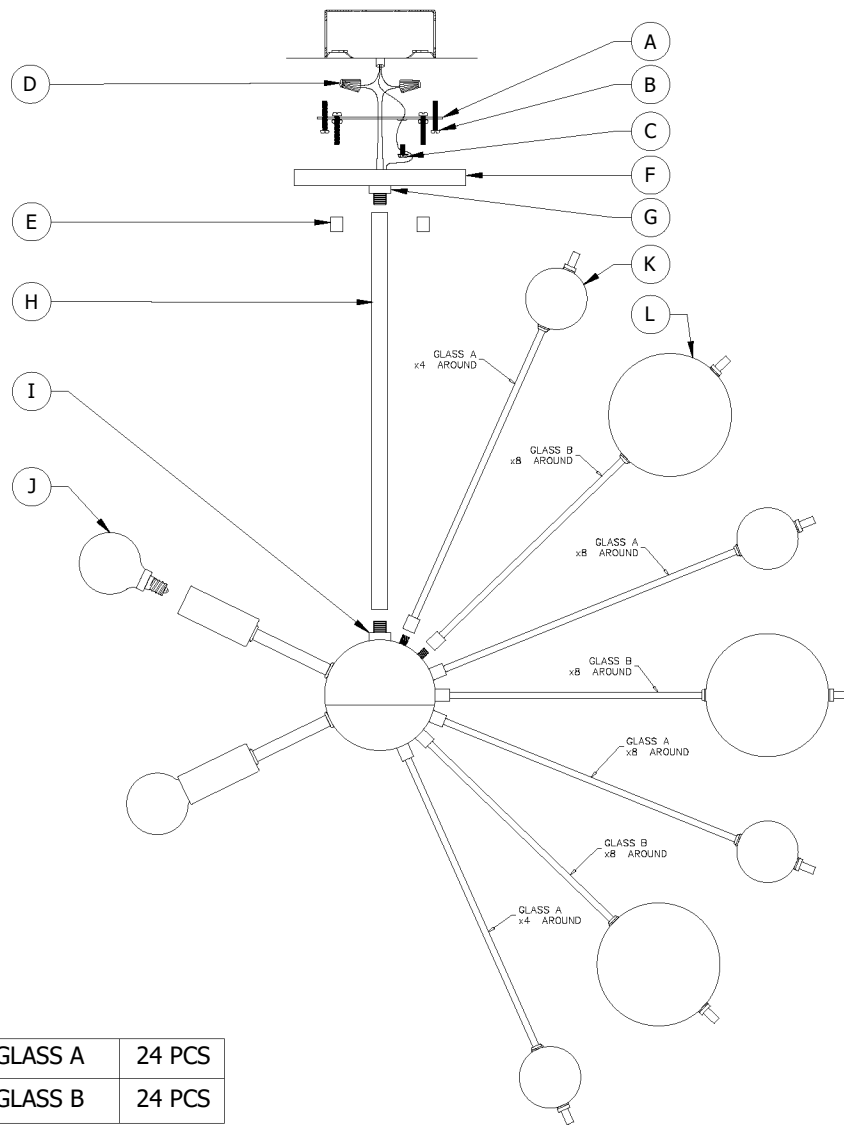 A
D
B
C
F
E
G
K
H
L
GLASS A
x4 AROUND
I
GLASS B
x8 AROUND
J
GLASS A
x8 AROUND
GLASS B
x8 AROUND
GLASS A
x8 AROUND
GLASS B
x8 AROUND
GLASS A
x4 AROUND
GLASS A 24 PCS
GLASS B 24 PCS